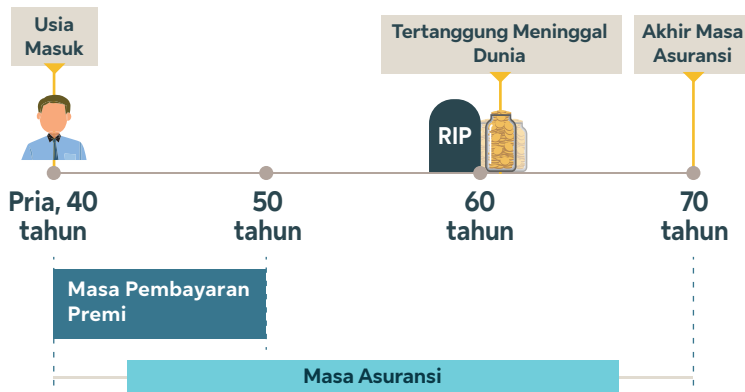 Usia
Masuk
Tertanggung Meninggal
Dunia
Akhir Masa
Asuransi
RIP
Pria, 40
tahun
50
tahun
60
tahun
70
tahun
Masa Pembayaran
Premi
Masa Asuransi